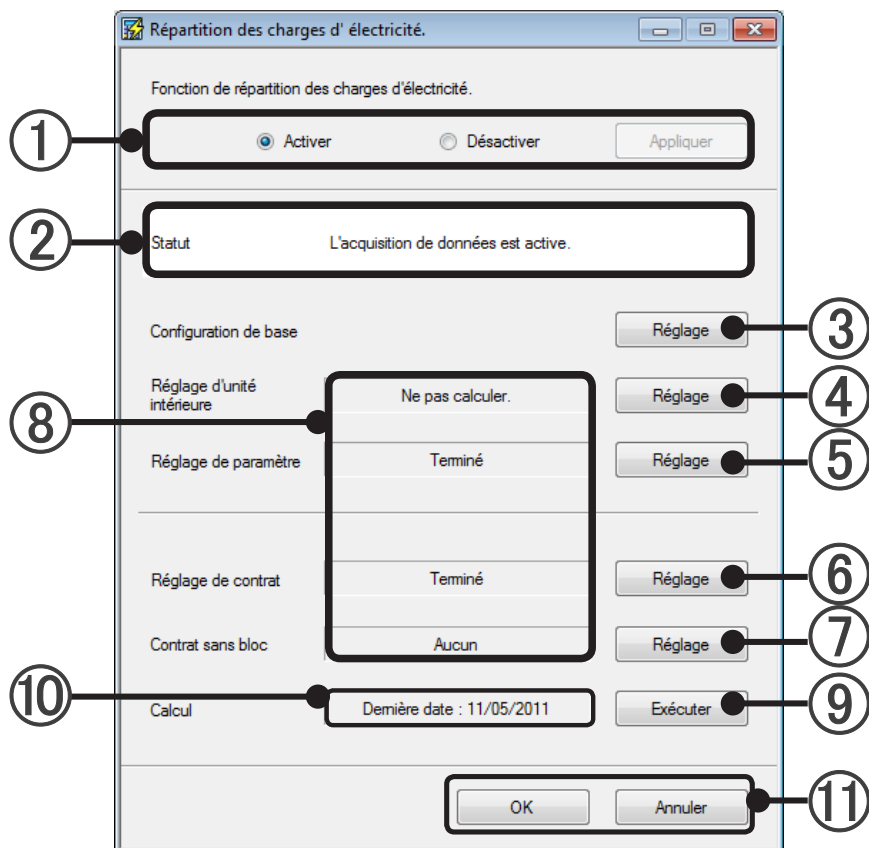 Répartition des charges d' électricité.
Fonction de répartition des charges d'électricité.
① Activer Désactiver Appliquer
② Statut L'acquisition de données est active.
Configuration de base Réglage ③
Réglage d'unité
intérieure Ne pas calculer. Réglage ④
⑧
Réglage de paramètre Terminé Réglage ⑤
Réglage de contrat Terminé Réglage ⑥
Contrat sans bloc Aucun Réglage ⑦
⑩ Calcul Dernière date : 11/05/2011 Exécuter ⑨
OK Annuler ⑪